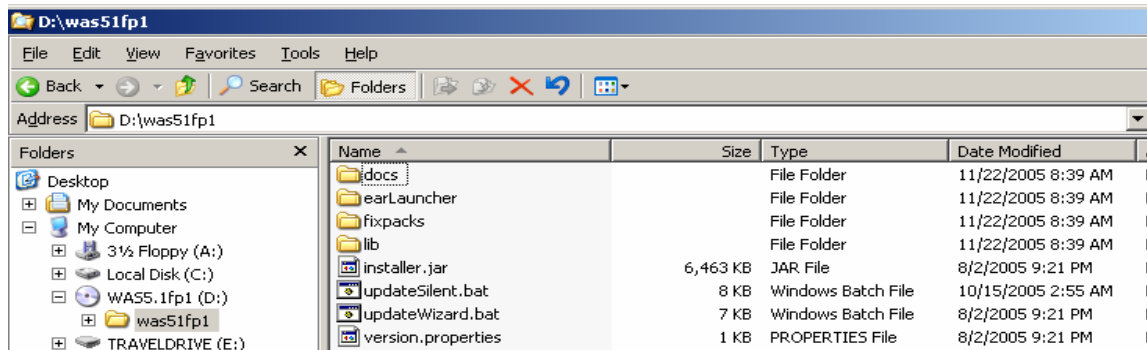 D:\was51fp1
File Edit View Favorites Tools Help
Back Search Folders
Address D:\was51fp1
Folders x Name Size Type Date Modified
Desktop docs File Folder 11/22/2005 8:39 AM
My Documents earLauncher File Folder 11/22/2005 8:39 AM
My Computer fixpacks File Folder 11/22/2005 8:39 AM
3½ Floppy (A:) lib File Folder 11/22/2005 8:39 AM
Local Disk (C:) installer.jar 6,463 KB JAR File 8/2/2005 9:21 PM
WAS5.1fp1 (D:) updateSilent.bat 8 KB Windows Batch File 10/15/2005 2:55 AM
was51fp1 updateWizard.bat 7 KB Windows Batch File 8/2/2005 9:21 PM
TRAVELDRIVE (E:) version.properties 1 KB PROPERTIES File 8/2/2005 9:21 PM